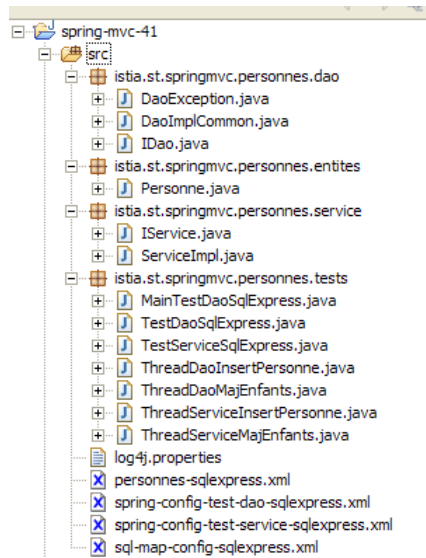 spring-mvc-41
src
istia.st.springmvc.personnes.dao
DaoException.java
DaoImplCommon.java
IDao.java
istia.st.springmvc.personnes.entites
Personne.java
istia.st.springmvc.personnes.service
IService.java
ServiceImpl.java
istia.st.springmvc.personnes.tests
MainTestDaoSqlExpress.java
TestDaoSqlExpress.java
TestServiceSqlExpress.java
ThreadDaoInsertPersonne.java
ThreadDaoMajEnfants.java
ThreadServiceInsertPersonne.java
ThreadServiceMajEnfants.java
log4j.properties
personnes-sqlexpress.xml
spring-config-test-dao-sqlexpress.xml
spring-config-test-service-sqlexpress.xml
sql-map-config-sqlexpress.xml